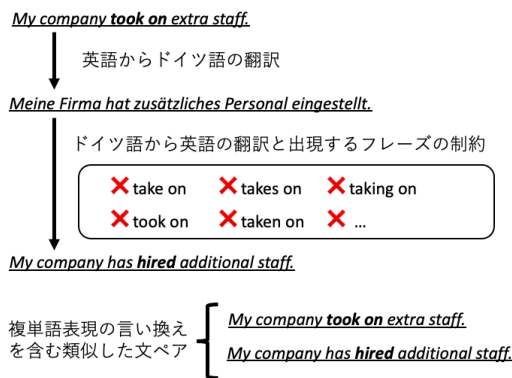 My company took on extra staff.
英語からドイツ語の翻訳
Meine Firma hat zusätzliches Personal eingestellt.
ドイツ語から英語の翻訳と出現するフレーズの制約
❌ take on ❌ takes on ❌ taking on
❌ took on ❌ taken on ❌ ...
My company has hired additional staff.
複単語表現の言い換え
を含む類似した文ペア
My company took on extra staff.
My company has hired additional staff.